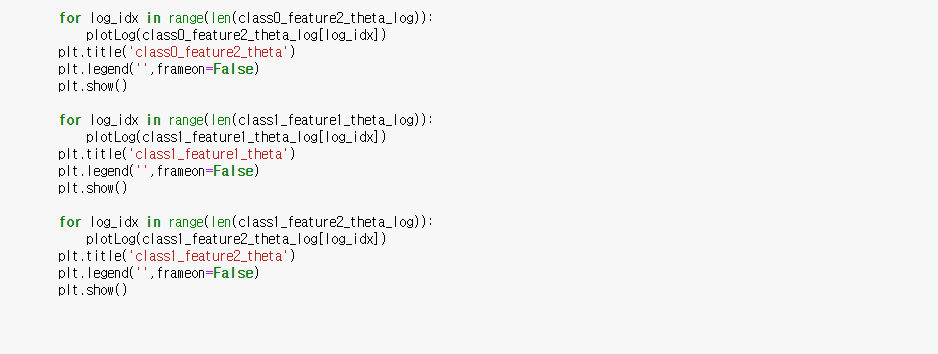 for log_idx in range(len(class0_feature2_theta_log)):
    plotLog(class0_feature2_theta_log[log_idx])
plt.title('class0_feature2_theta')
plt.legend('',frameon=False)
plt.show()

for log_idx in range(len(class1_feature1_theta_log)):
    plotLog(class1_feature1_theta_log[log_idx])
plt.title('class1_feature1_theta')
plt.legend('',frameon=False)
plt.show()

for log_idx in range(len(class1_feature2_theta_log)):
    plotLog(class1_feature2_theta_log[log_idx])
plt.title('class1_feature2_theta')
plt.legend('',frameon=False)
plt.show()